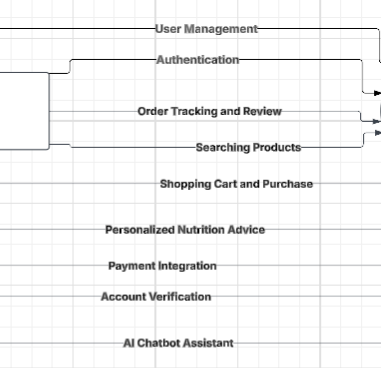 User Management
Authentication
Order Tracking and Review
Searching Products
Shopping Cart and Purchase
Personalized Nutrition Advice
Payment Integration
Account Verification
AI Chatbot Assistant